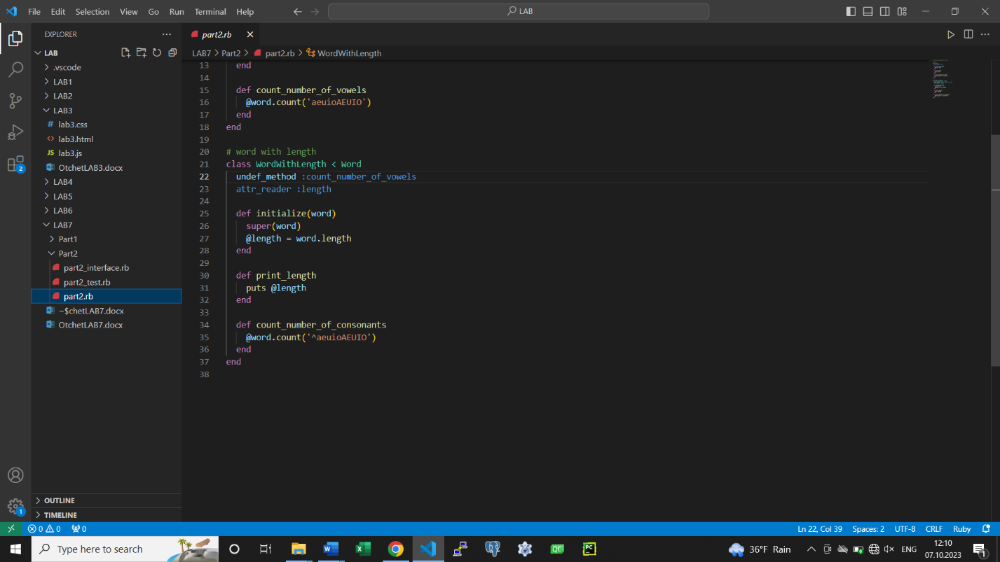 File Edit Selection View Go Run Terminal Help
LAB
EXPLORER
part2.rb
LAB
LAB7 > Part2 > part2.rb > WordWithLength
.vscode
LAB1
LAB2
LAB3
# lab3.css
<> lab3.html
JS lab3.js
OtchetLAB3.docx
LAB4
LAB5
LAB6
LAB7
Part1
Part2
part2_interface.rb
part2_test.rb
part2.rb
~$chetLAB7.docx
OtchetLAB7.docx
OUTLINE
TIMELINE
2
1
13 end
14
15 def count_number_of_vowels
16 @word.count('aeuioAEUIO')
17 end
18 end
19
20 # word with length
21 class WordWithLength < Word
22 undef_method :count_number_of_vowels
23 attr_reader :length
24
25 def initialize(word)
26 super(word)
27 @length = word.length
28 end
29
30 def print_length
31 puts @length
32 end
33
34 def count_number_of_consonants
35 @word.count('^aeuioAEUIO')
36 end
37 end
38
0 0 0
Ln 22, Col 39 Spaces: 2 UTF-8 CRLF Ruby
Type here to search
W
X
QC
PC
36°F Rain
ENG
12:10
07.10.2023
1